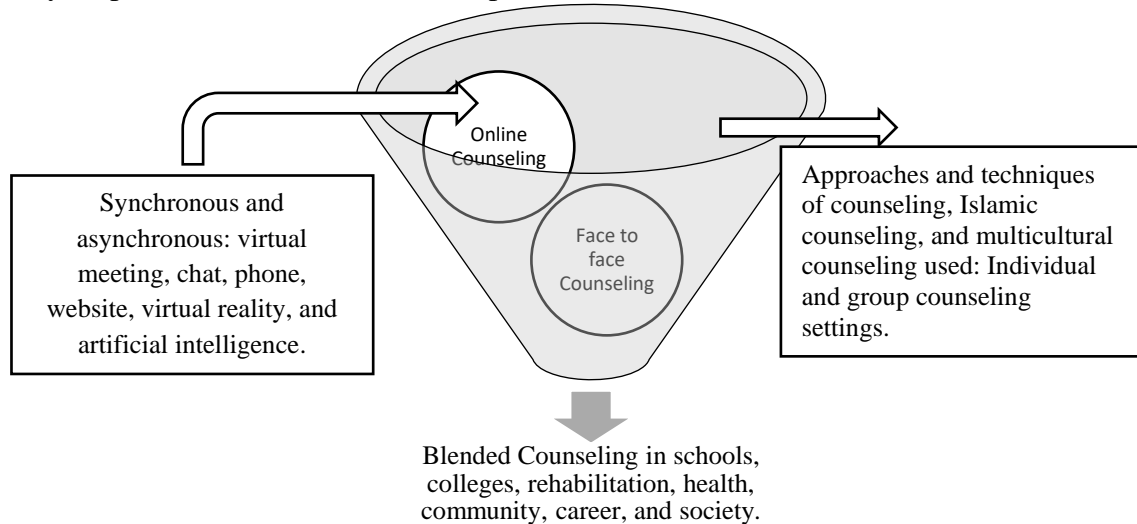 Online
Counseling
Face to
face
Counseling
Synchronous and
asynchronous: virtual
meeting, chat, phone,
website, virtual reality, and
artificial intelligence.
Approaches and techniques
of counseling, Islamic
counseling, and multicultural
counseling used: Individual
and group counseling
settings.
Blended Counseling in schools,
colleges, rehabilitation, health,
community, career, and society.